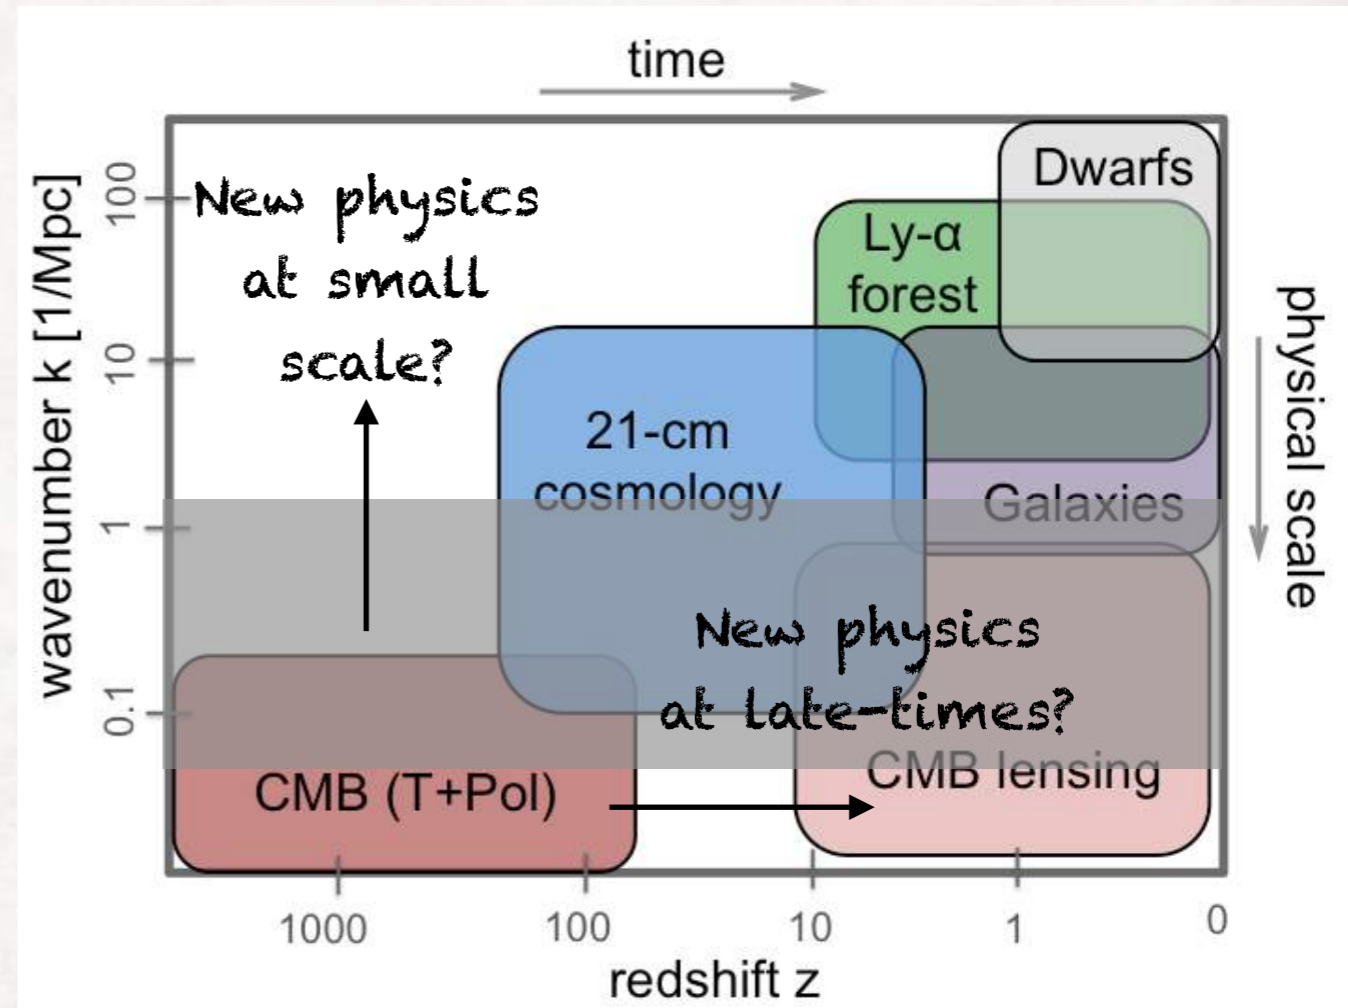 time
wavenumber k [1/Mpc]
100
10
1
0.1
New physics
at small
scale?
Dwarfs
Ly-α
forest
21-cm
cosmology
Galaxies
New physics
at late-times?
CMB (T+Pol)
CMB lensing
physical scale
1000
100
10
1
0
redshift z